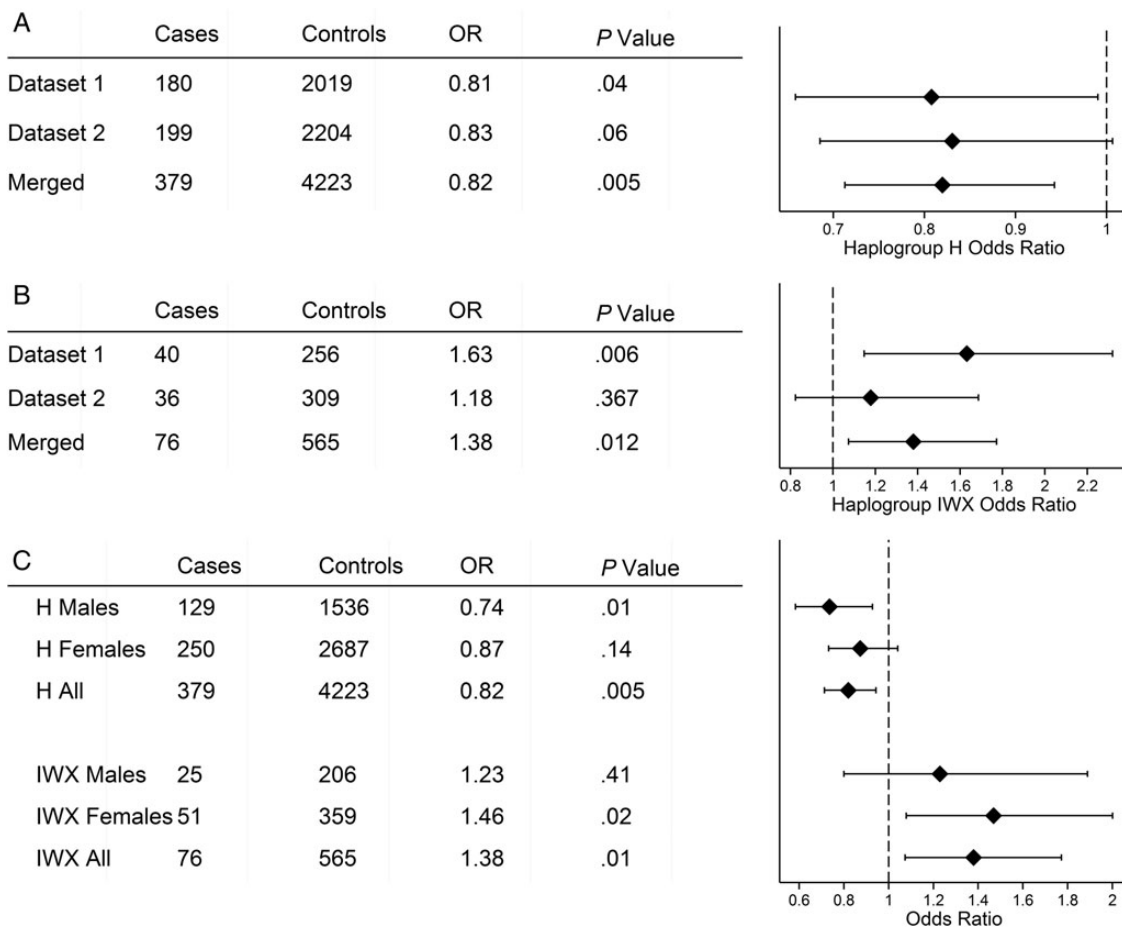 A
Cases Controls OR P Value
Dataset 1 180 2019 0.81 .04
Dataset 2 199 2204 0.83 .06
Merged 379 4223 0.82 .005
0.7 0.8 0.9 1
Haplogroup H Odds Ratio
B
Cases Controls OR P Value
Dataset 1 40 256 1.63 .006
Dataset 2 36 309 1.18 .367
Merged 76 565 1.38 .012
0.8 1 1.2 1.4 1.6 1.8 2 2.2
Haplogroup IWX Odds Ratio
C
Cases Controls OR P Value
H Males 129 1536 0.74 .01
H Females 250 2687 0.87 .14
H All 379 4223 0.82 .005
IWX Males 25 206 1.23 .41
IWX Females 51 359 1.46 .02
IWX All 76 565 1.38 .01
0.6 0.8 1 1.2 1.4 1.6 1.8 2
Odds Ratio